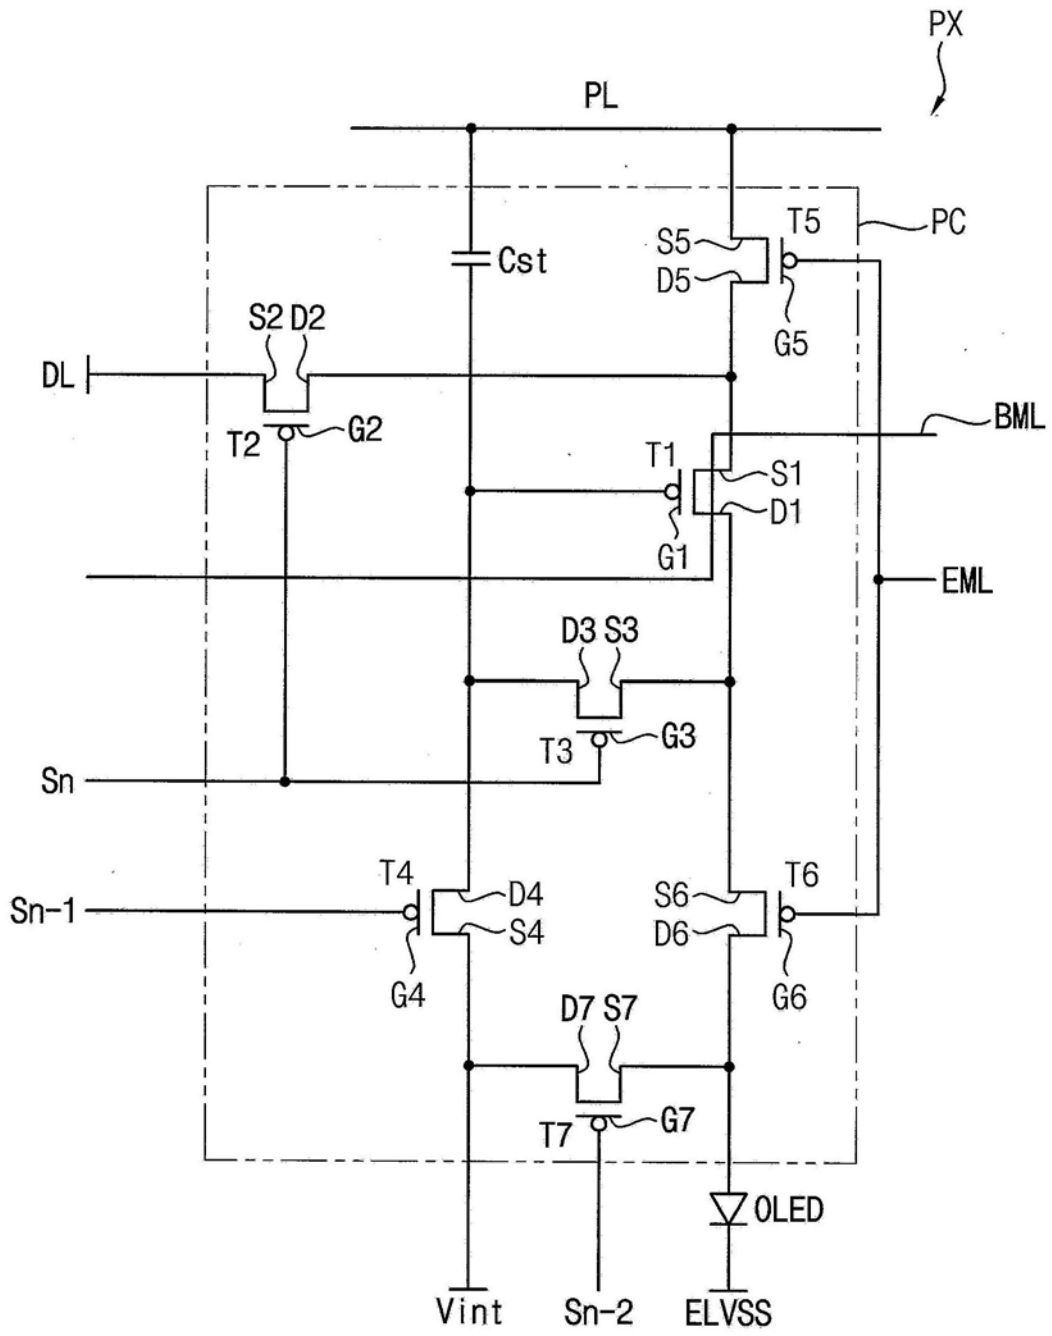 PX
PL
T5
PC
S5
Cst
D5
G5
S2 D2
DL
G2
T2
BML
T1
S1
D1
G1
EML
D3 S3
G3
T3
Sn
T4
T6
D4
S6
Sn-1
S4
D6
G4
G6
D7 S7
G7
T7
OLED
Vint
Sn-2
ELVSS